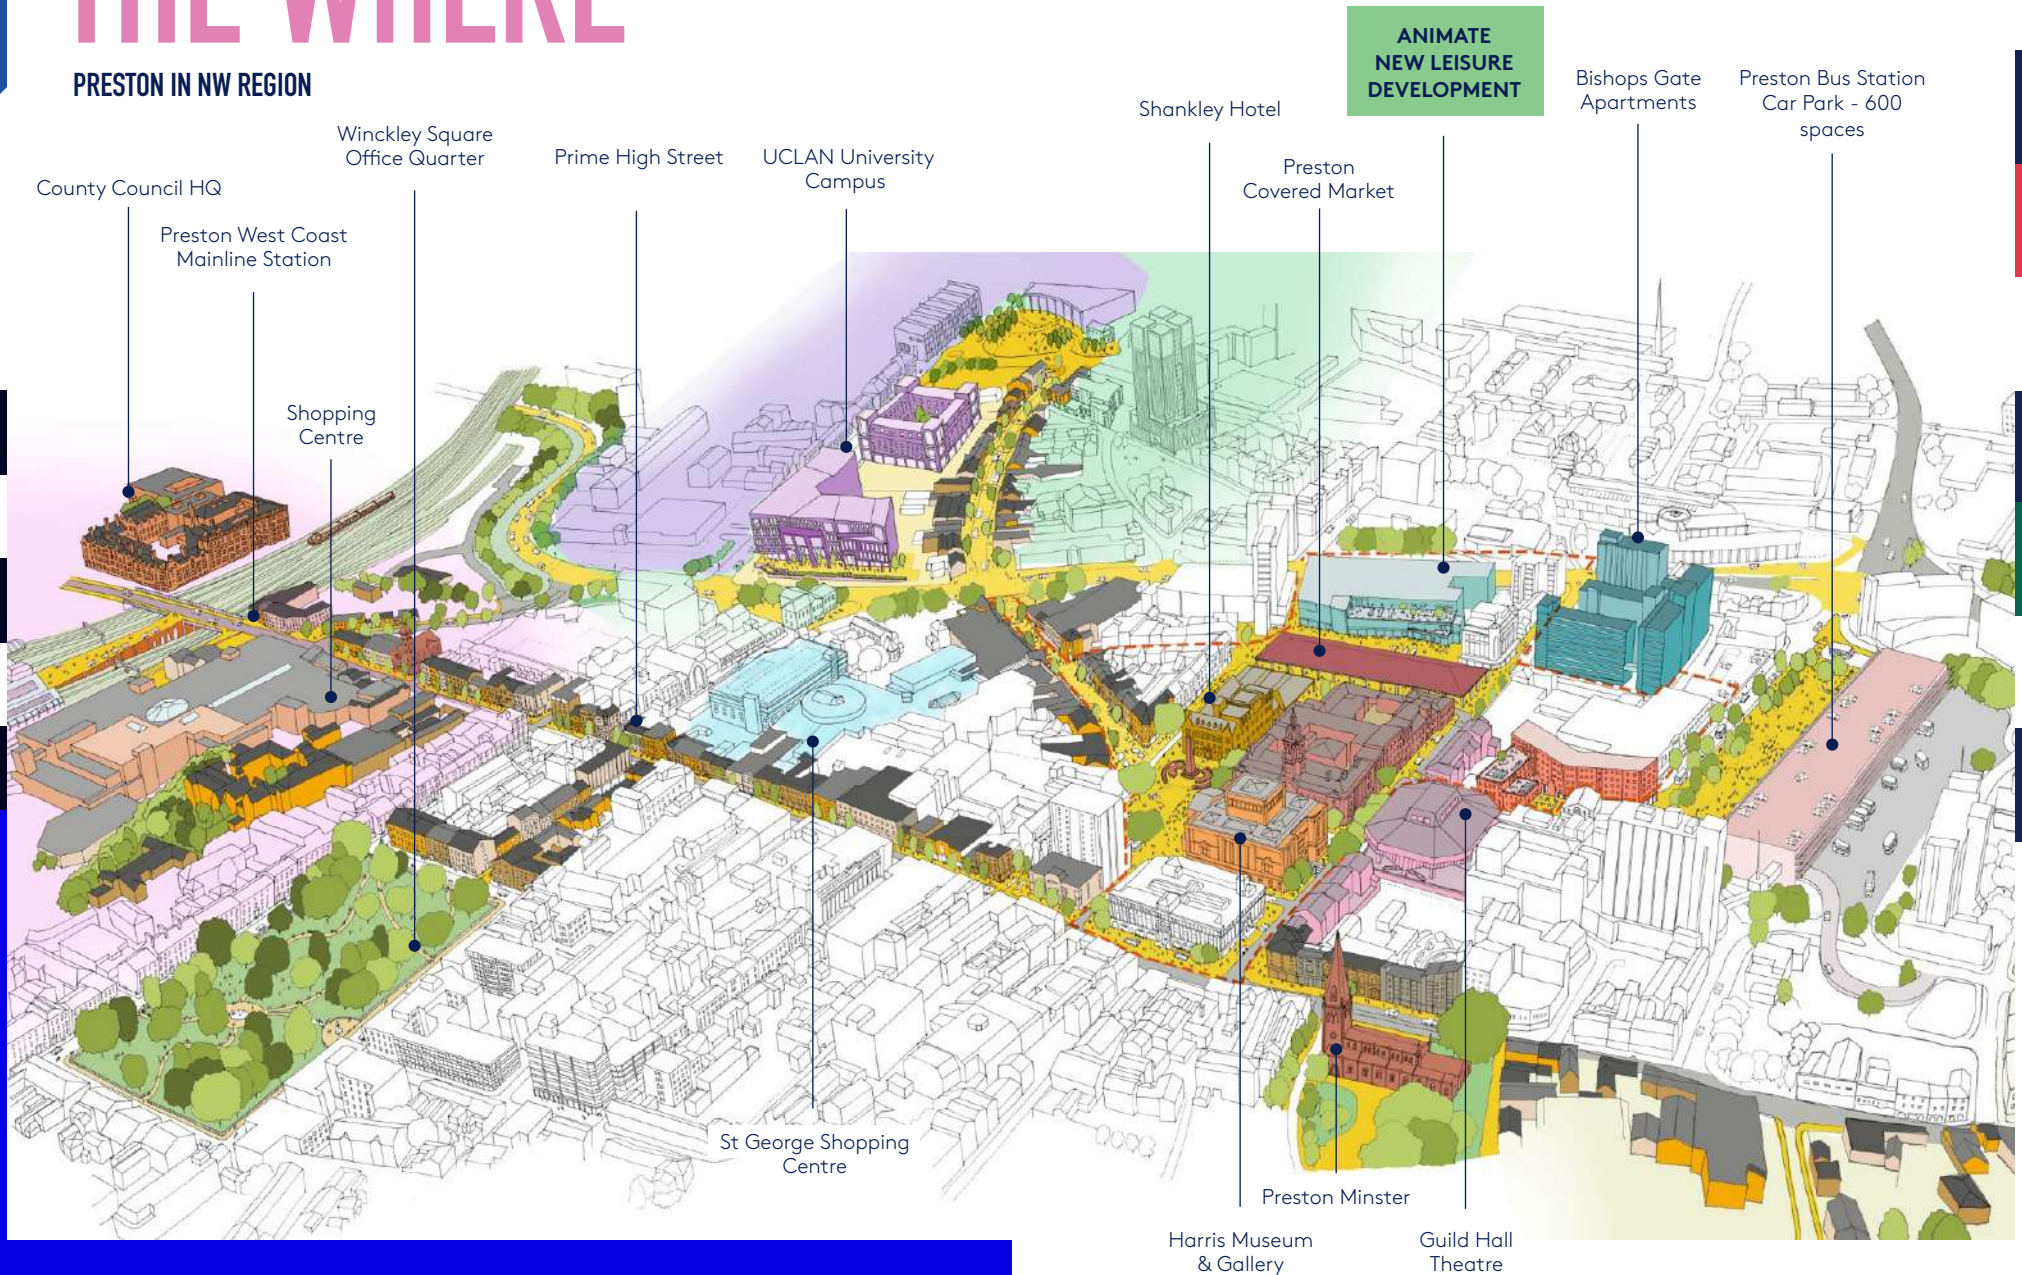 THE WHERE
PRESTON IN NW REGION
ANIMATE
NEW LEISURE
DEVELOPMENT
Bishops Gate
Apartments
Preston Bus Station
Car Park - 600
spaces
Shankley Hotel
Winckley Square
Office Quarter
Prime High Street
UCLAN University
Campus
Preston
Covered Market
County Council HQ
Preston West Coast
Mainline Station
Shopping
Centre
St George Shopping
Centre
Preston Minster
Harris Museum
& Gallery
Guild Hall
Theatre